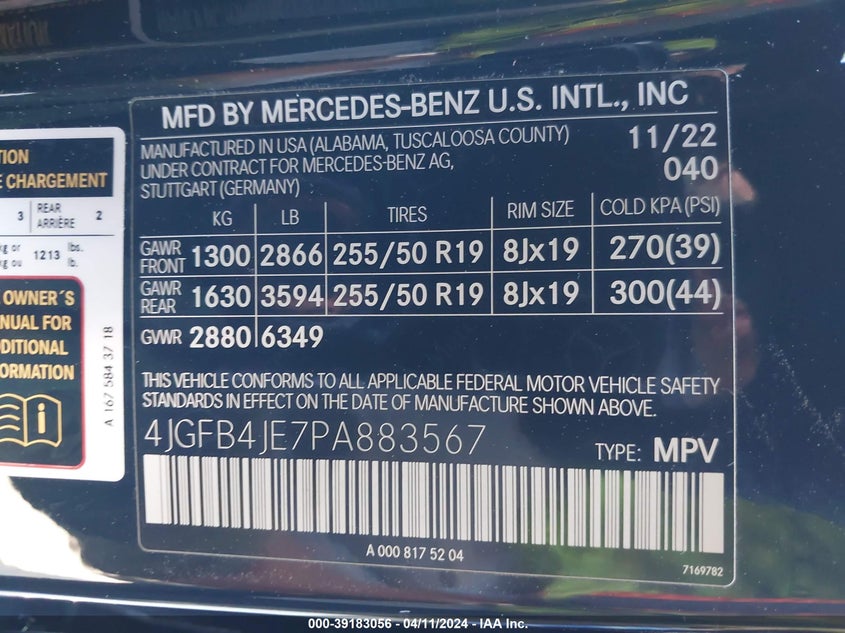 MFD BY MERCEDES-BENZ U.S. INTL., INC
MANUFACTURED IN USA (ALABAMA, TUSCALOOSA COUNTY) 11/22
UNDER CONTRACT FOR MERCEDES-BENZ AG, 040
STUTTGART (GERMANY)
KG LB TIRES RIM SIZE COLD KPA (PSI)
GAWR FRONT 1300 2866 255/50 R19 8Jx19 270(39)
GAWR REAR 1630 3594 255/50 R19 8Jx19 300(44)
GVWR 2880 6349
THIS VEHICLE CONFORMS TO ALL APPLICABLE FEDERAL MOTOR VEHICLE SAFETY
STANDARDS IN EFFECT ON THE DATE OF MANUFACTURE SHOWN ABOVE.
4JGFB4JE7PA883567 TYPE: MPV
A 000 817 52 04
7169782
CHARGEMENT
3 REAR 2
ARRIÈRE
kg or 1213 lbs.
kg ou lb.
OWNER´S
FOR
A 167 584 37 18
000-39183056 - 04/11/2024 - IAA Inc.